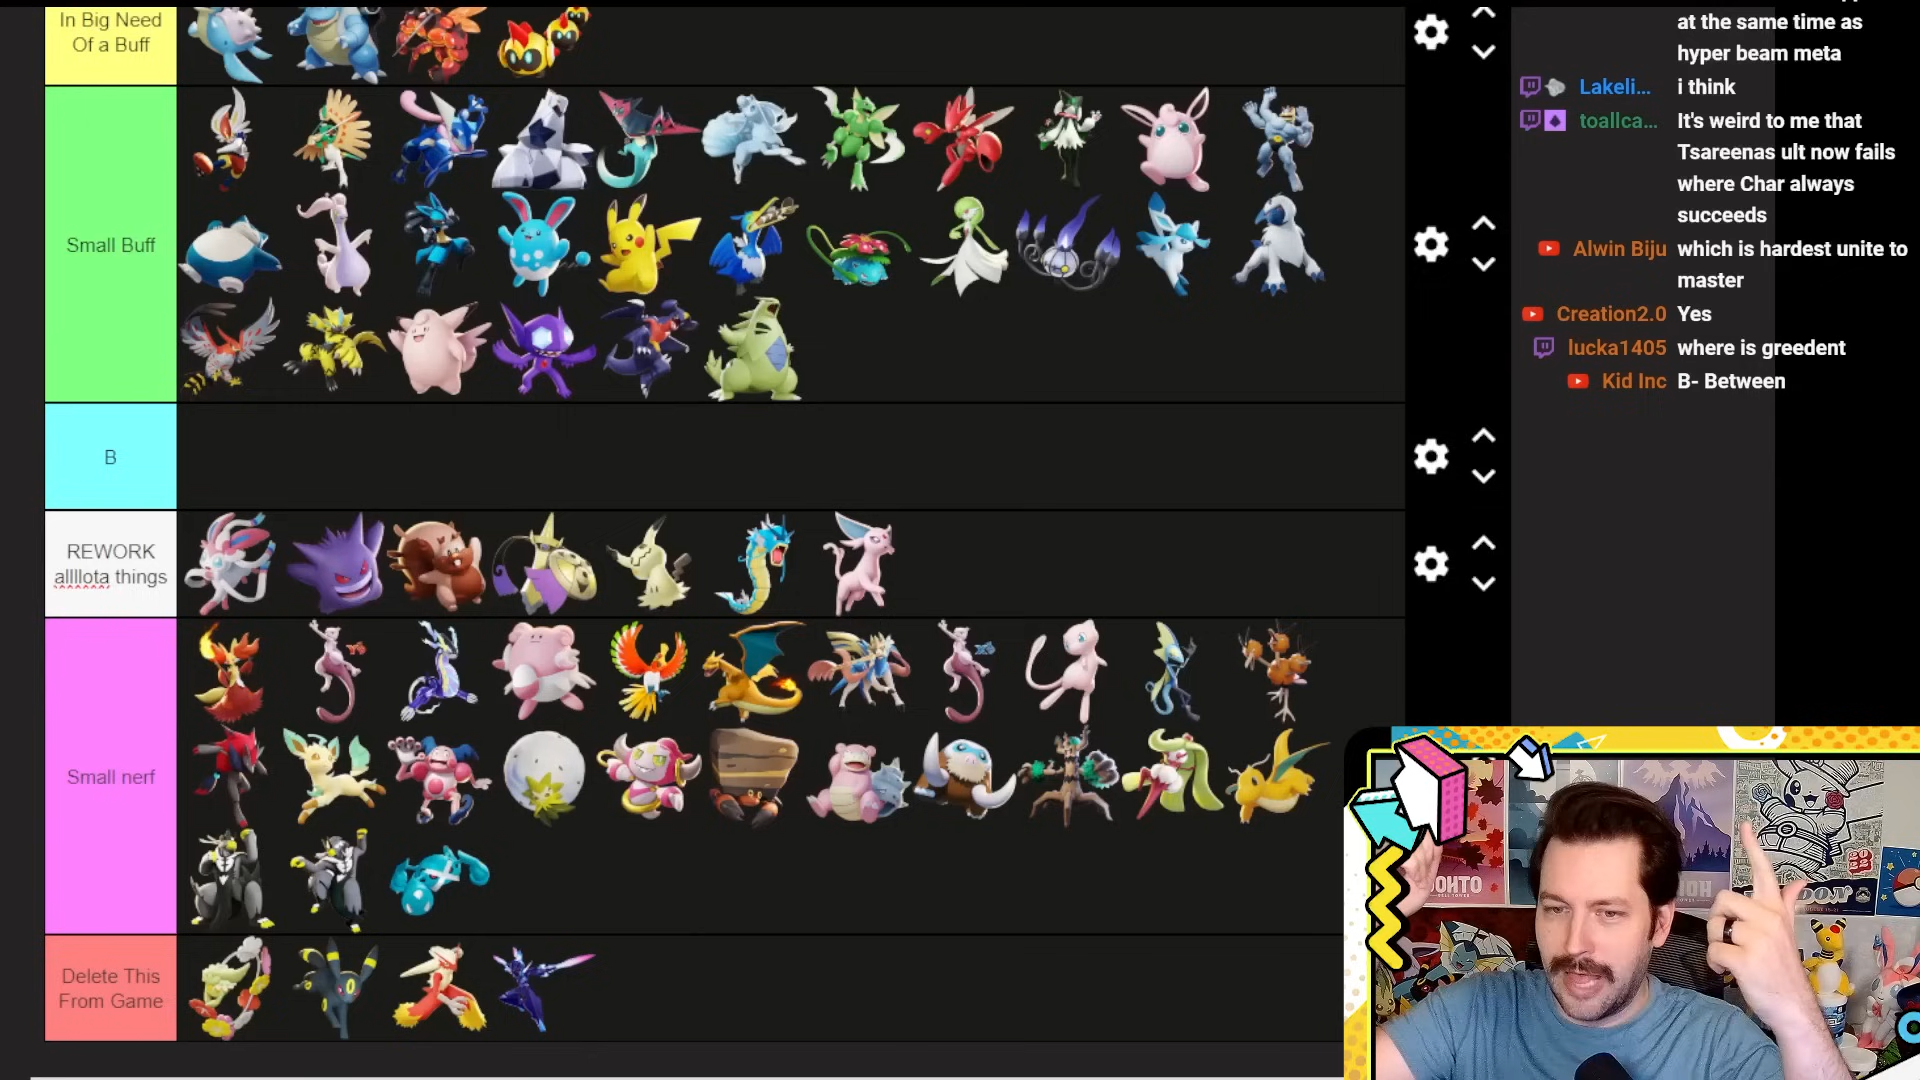 In Big Need
Of a Buff
Small Buff
B
REWORK
allllota things
Small nerf
Delete This
From Game
at the same time as
hyper beam meta
Lakeli... i think
toallca... It's weird to me that
Tsareenas ult now fails
where Char always
succeeds
Alwin Biju which is hardest unite to
master
Creation2.0 Yes
lucka1405 where is greedent
Kid Inc B- Between